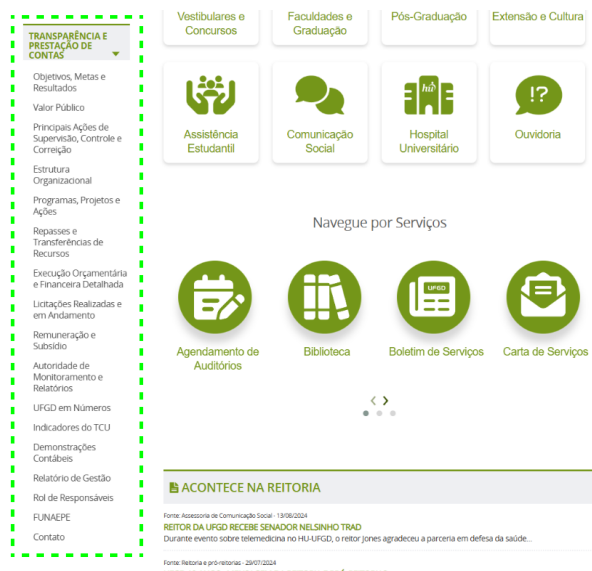 TRANSPARÊNCIA E
PRESTAÇÃO DE
CONTAS
Objetivos, Metas e
Resultados
Valor Público
Principais Ações de
Supervisão, Controle e
Correição
Estrutura
Organizacional
Programas, Projetos e
Ações
Repasses e
Transferências de
Recursos
Execução Orçamentária
e Financeira Detalhada
Licitações Realizadas e
em Andamento
Remuneração e
Subsídio
Autoridade de
Monitoramento e
Relatórios
UFGD em Números
Indicadores do TCU
Demonstrações
Contábeis
Relatório de Gestão
Rol de Responsáveis
FUNAEPE
Contato
Vestibulares e
Concursos
Faculdades e
Graduação
Pós-Graduação
Extensão e Cultura
Assistência
Estudantil
Comunicação
Social
hu
Hospital
Universitário
!?
Ouvidoria
Navegue por Serviços
Agendamento de
Auditórios
Biblioteca
UFGD
Boletim de Serviços
Carta de Serviços
ACONTECE NA REITORIA
Fonte: Assessoria de Comunicação Social - 13/08/2024
REITOR DA UFGD RECEBE SENADOR NELSINHO TRAD
Durante evento sobre telemedicina no HU-UFGD, o reitor Jones agradeceu a parceria em defesa da saúde...
Fonte: Reitoria e pró-reitorias - 29/07/2024